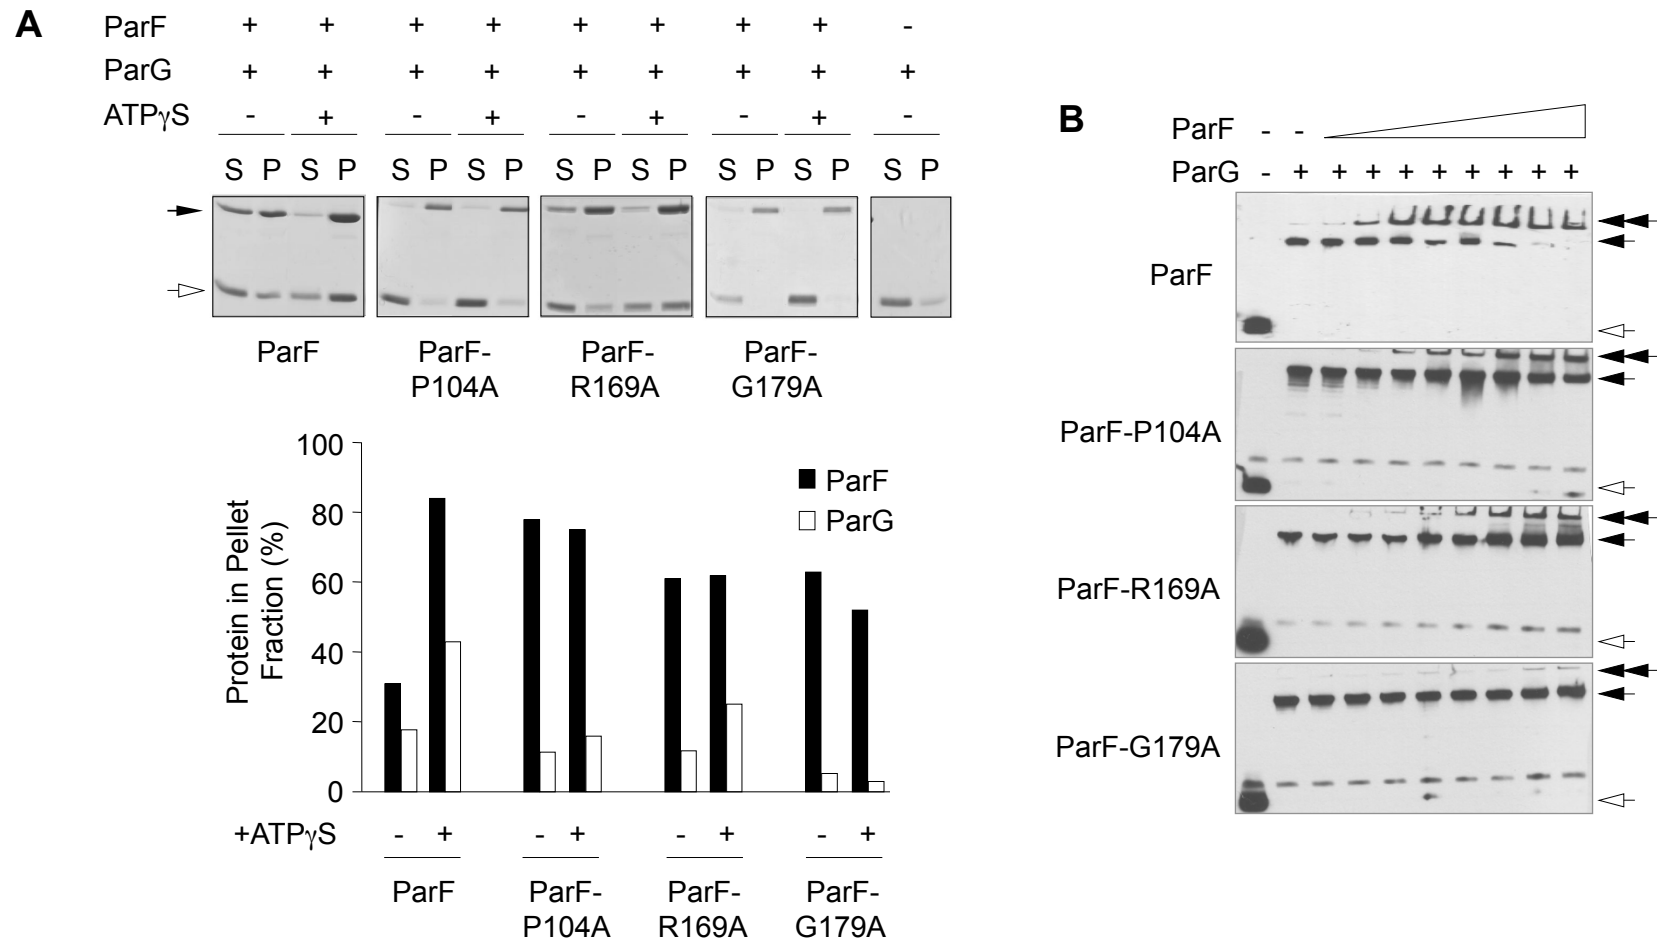 A
ParF + + + + + + + + -
ParG + + + + + + + + +
ATPγS - + - + - + - + -
S P S P S P S P S P S P S P S P S P
ParF
ParF-
P104A
ParF-
R169A
ParF-
G179A
Protein in Pellet
Fraction (%)
100
80
60
40
20
0
ParF
ParG
+ATPγS - + - + - + - +
ParF
ParF-
P104A
ParF-
R169A
ParF-
G179A
B
ParF - -
ParG - + + + + + + + + +
ParF
ParF-P104A
ParF-R169A
ParF-G179A